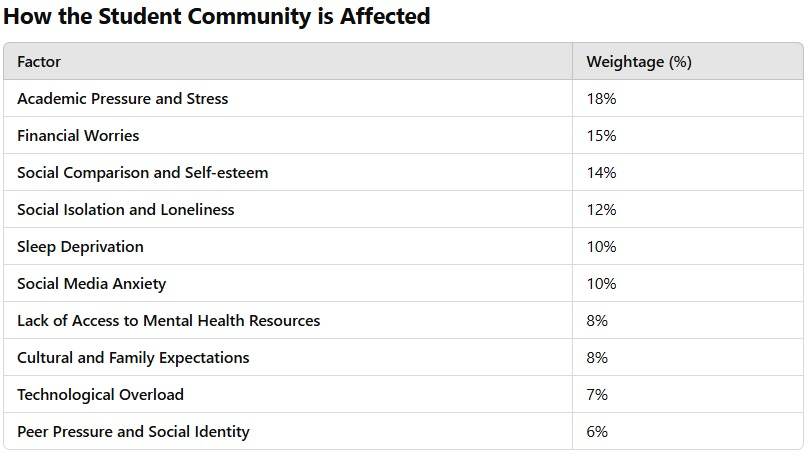 How the Student Community is Affected
Factor Weightage (%)
Academic Pressure and Stress 18%
Financial Worries 15%
Social Comparison and Self-esteem 14%
Social Isolation and Loneliness 12%
Sleep Deprivation 10%
Social Media Anxiety 10%
Lack of Access to Mental Health Resources 8%
Cultural and Family Expectations 8%
Technological Overload 7%
Peer Pressure and Social Identity 6%